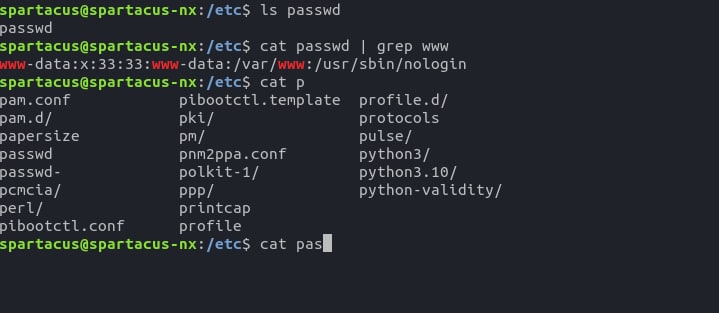 spartacus@spartacus-nx:/etc$ ls passwd
passwd
spartacus@spartacus-nx:/etc$ cat passwd | grep www
www-data:x:33:33:www-data:/var/www:/usr/sbin/nologin
spartacus@spartacus-nx:/etc$ cat p
pam.conf pibootctl.template profile.d/
pam.d/ pki/ protocols
papersize pm/ pulse/
passwd pnm2ppa.conf python3/
passwd- polkit-1/ python3.10/
pcmcia/ ppp/ python-validity/
perl/ printcap
pibootctl.conf profile
spartacus@spartacus-nx:/etc$ cat pas